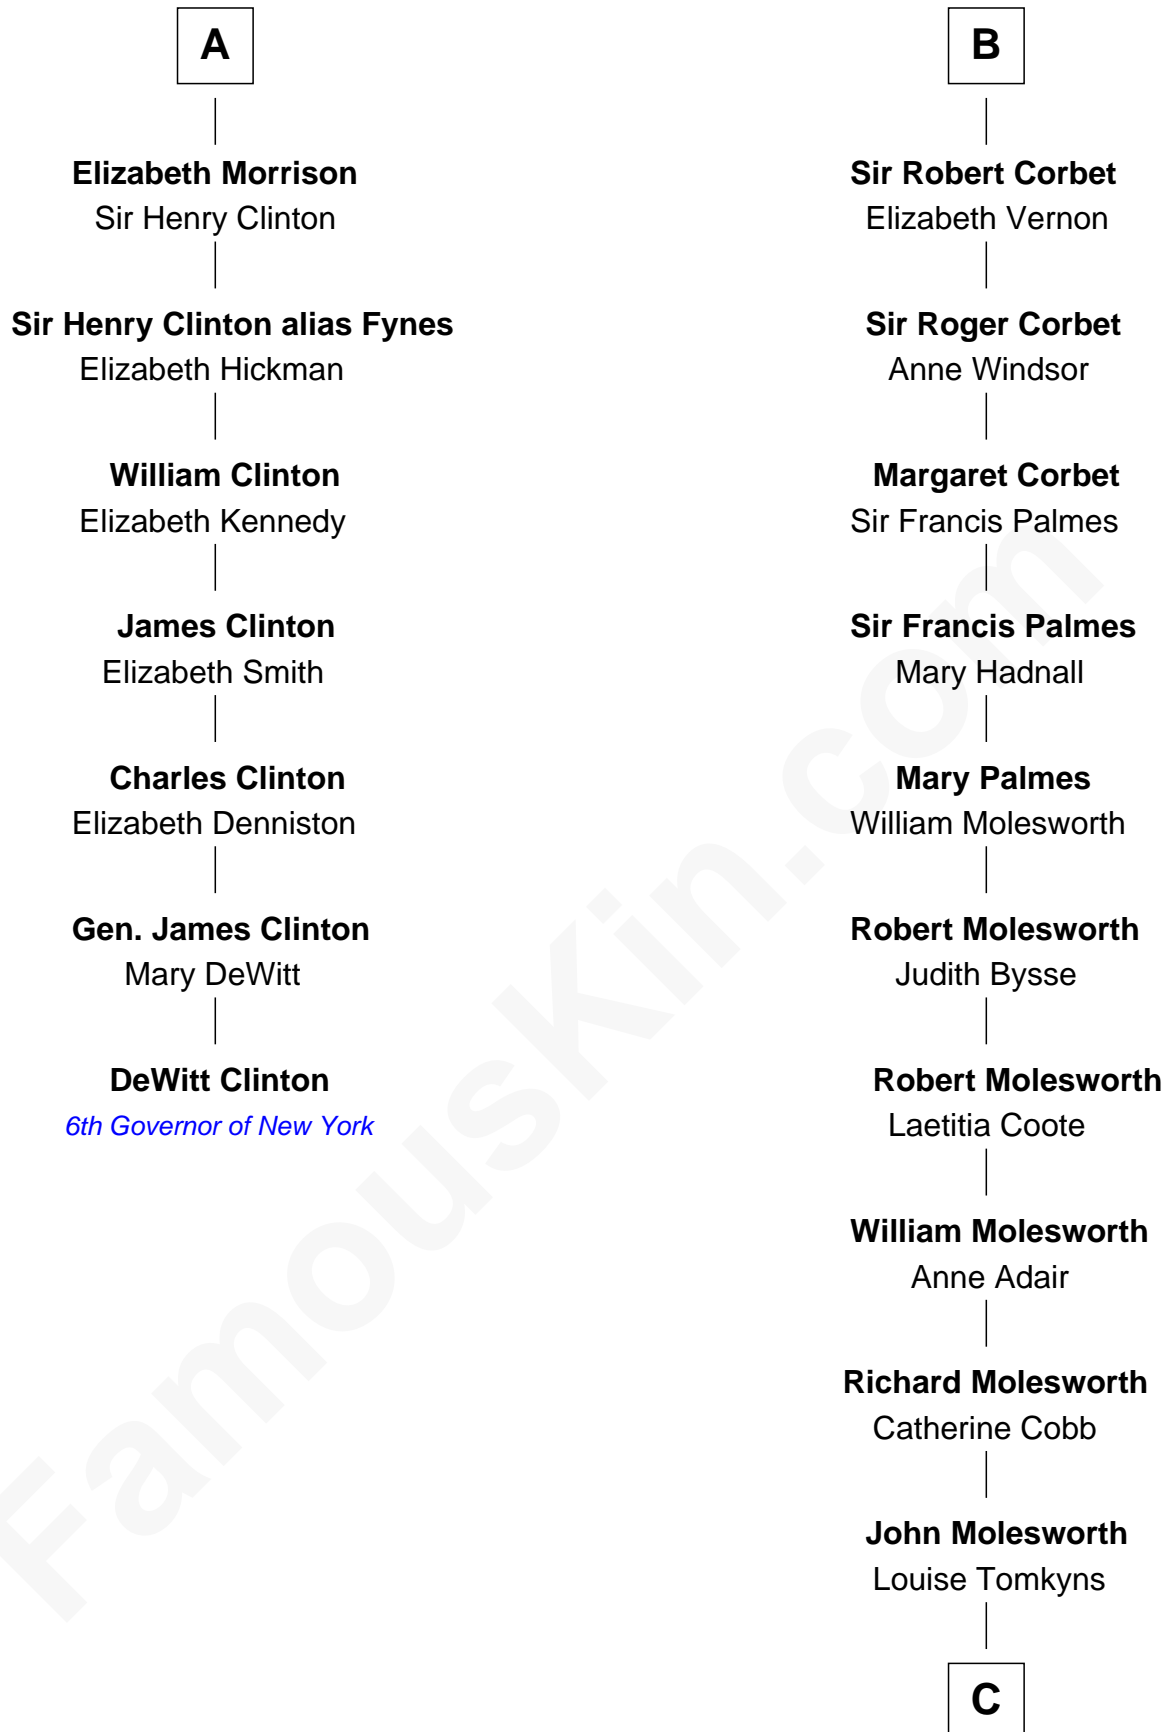 A
Elizabeth Morrison
Sir Henry Clinton
Sir Henry Clinton alias Fynes
Elizabeth Hickman
William Clinton
Elizabeth Kennedy
James Clinton
Elizabeth Smith
Charles Clinton
Elizabeth Denniston
Gen. James Clinton
Mary DeWitt
DeWitt Clinton
6th Governor of New York
B
Sir Robert Corbet
Elizabeth Vernon
Sir Roger Corbet
Anne Windsor
Margaret Corbet
Sir Francis Palmes
Sir Francis Palmes
Mary Hadnall
Mary Palmes
William Molesworth
Robert Molesworth
Judith Bysse
Robert Molesworth
Laetitia Coote
William Molesworth
Anne Adair
Richard Molesworth
Catherine Cobb
John Molesworth
Louise Tomkyns
C
FamousKin.com